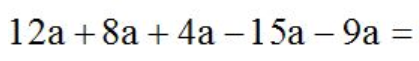 12a + 8a + 4a – 15a – 9a =